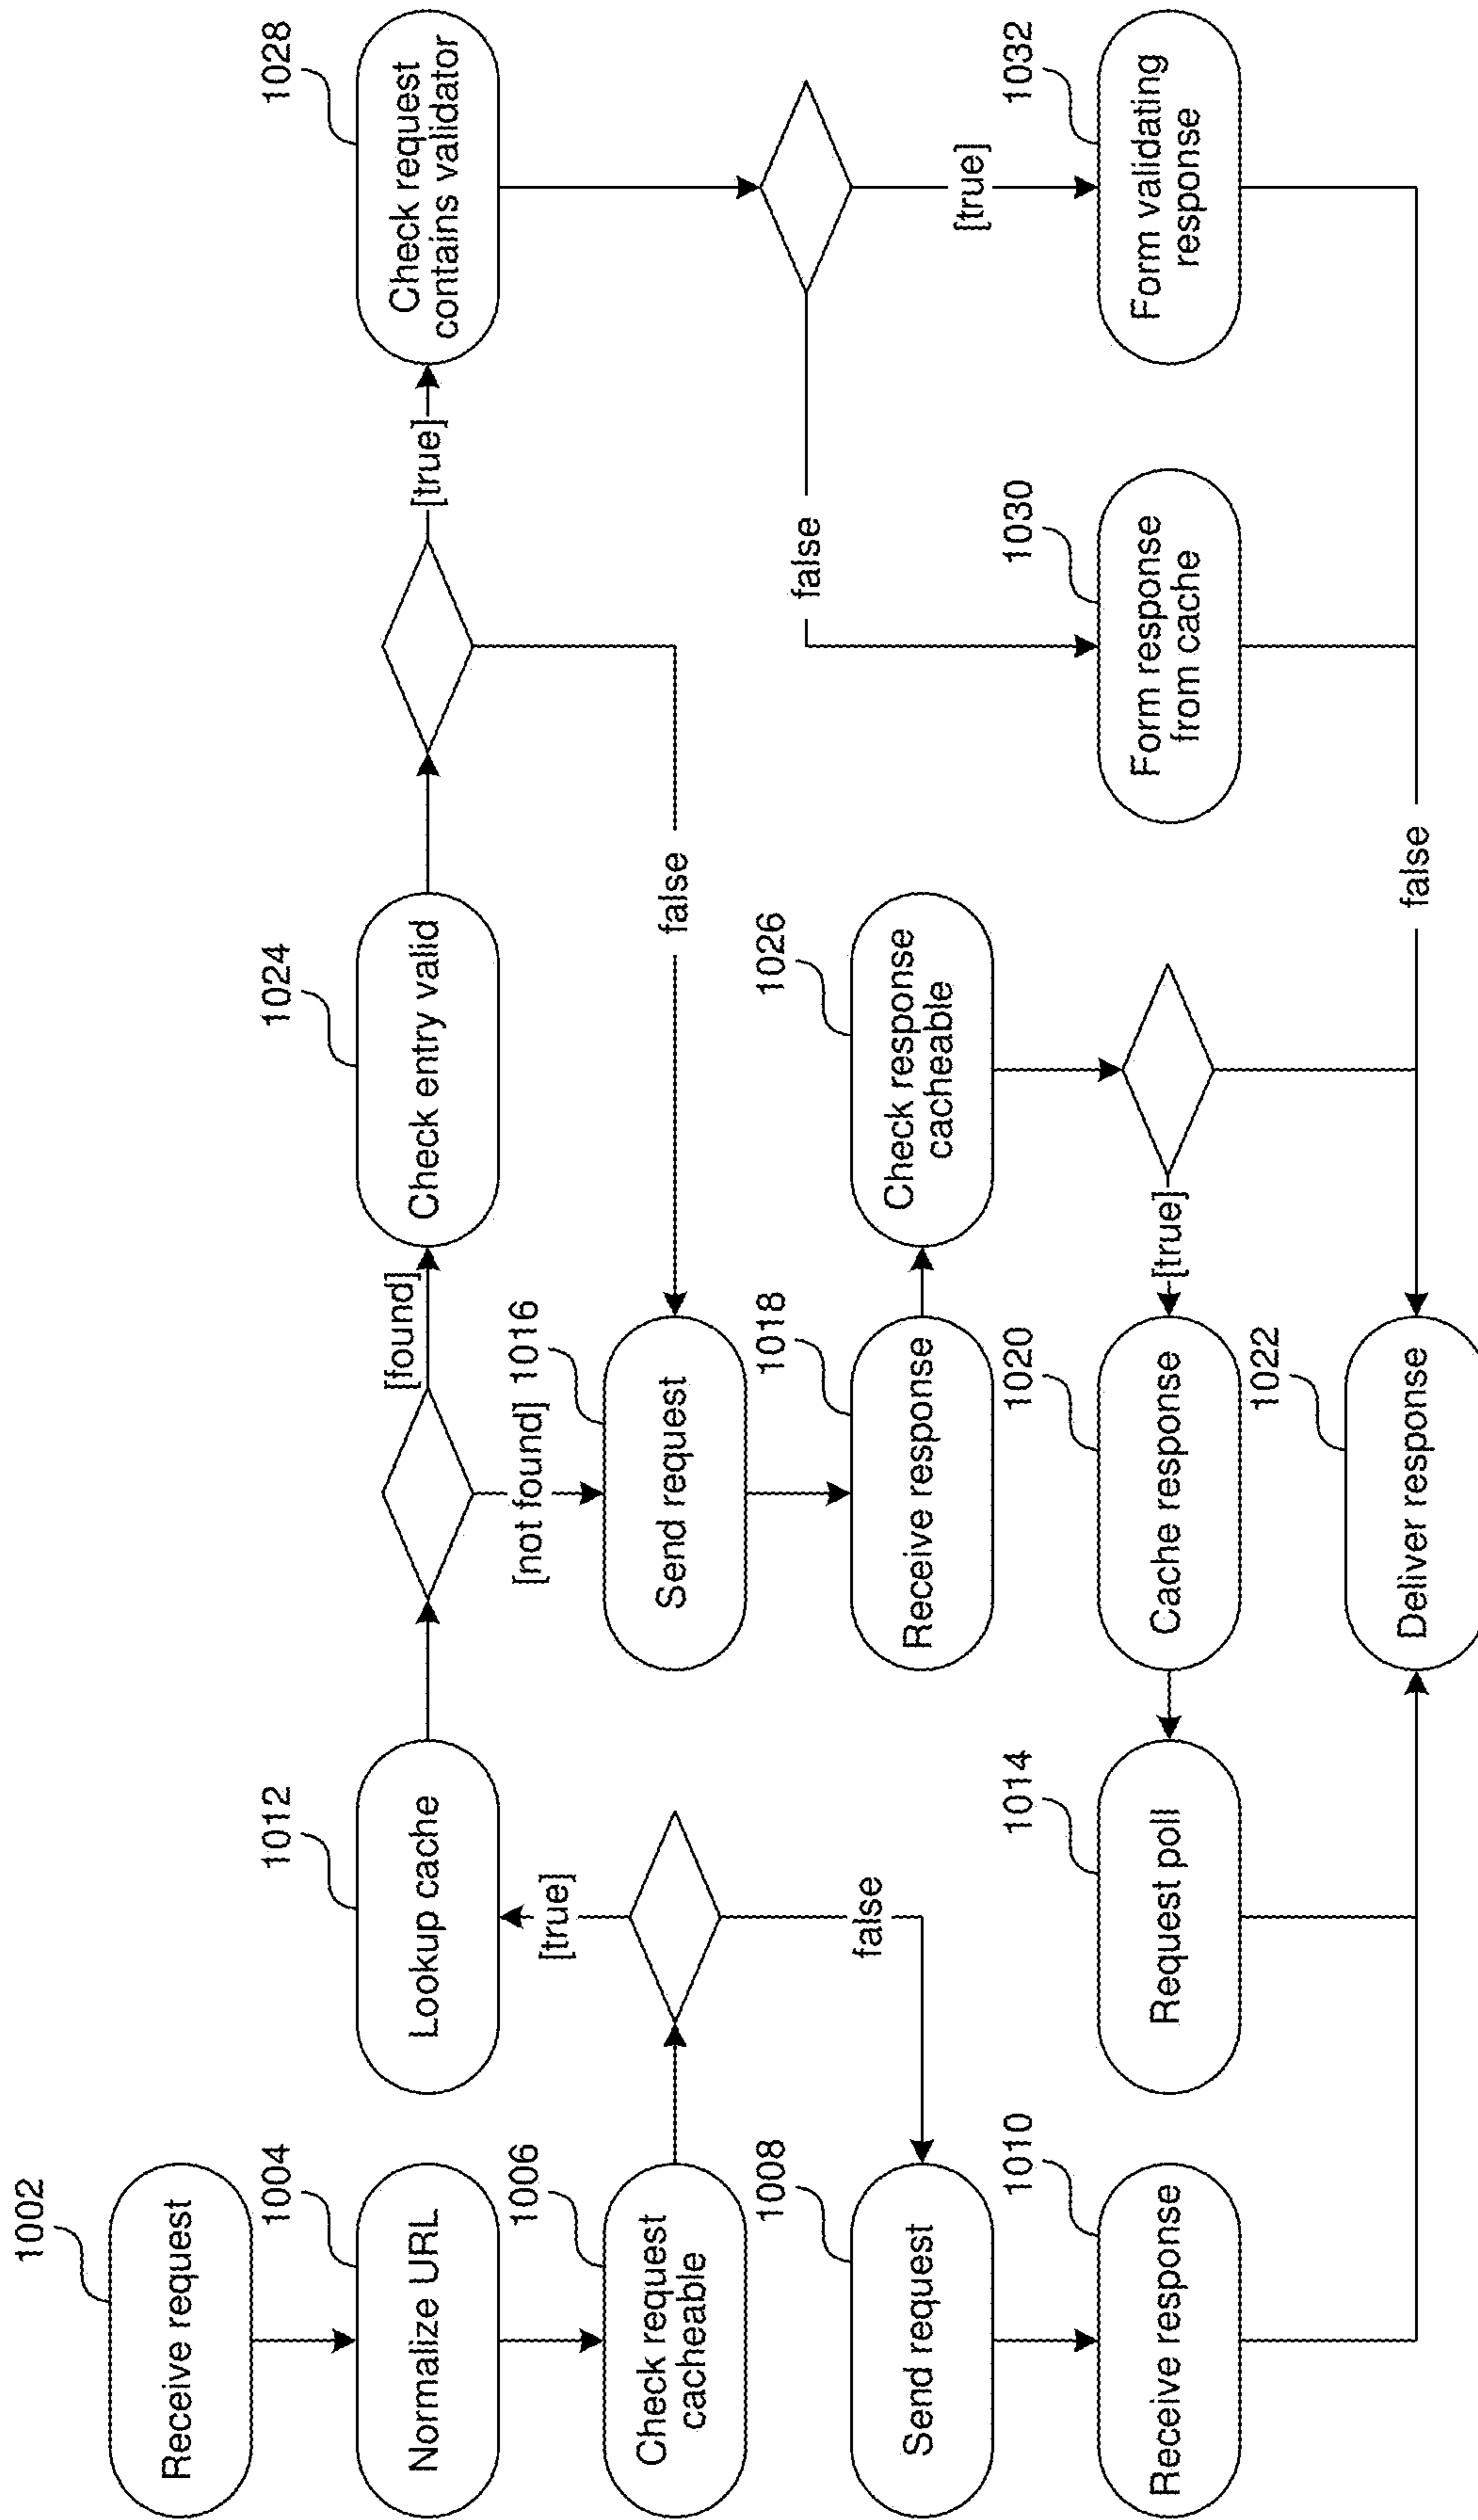 1002
Receive request
1004
Normalize URL
1006
Check request
cacheable
[true]
false
1008
Send request
1010
Receive response
1012
Lookup cache
[found]
[not found]
1016
Send request
1018
Receive response
1014
Request poll
1020
Cache response
1022
Deliver response
1024
Check entry valid
[true]
false
1026
Check response
cacheable
[true]
false
1028
Check request
contains validator
[true]
false
1030
Form response
from cache
1032
Form validating
response